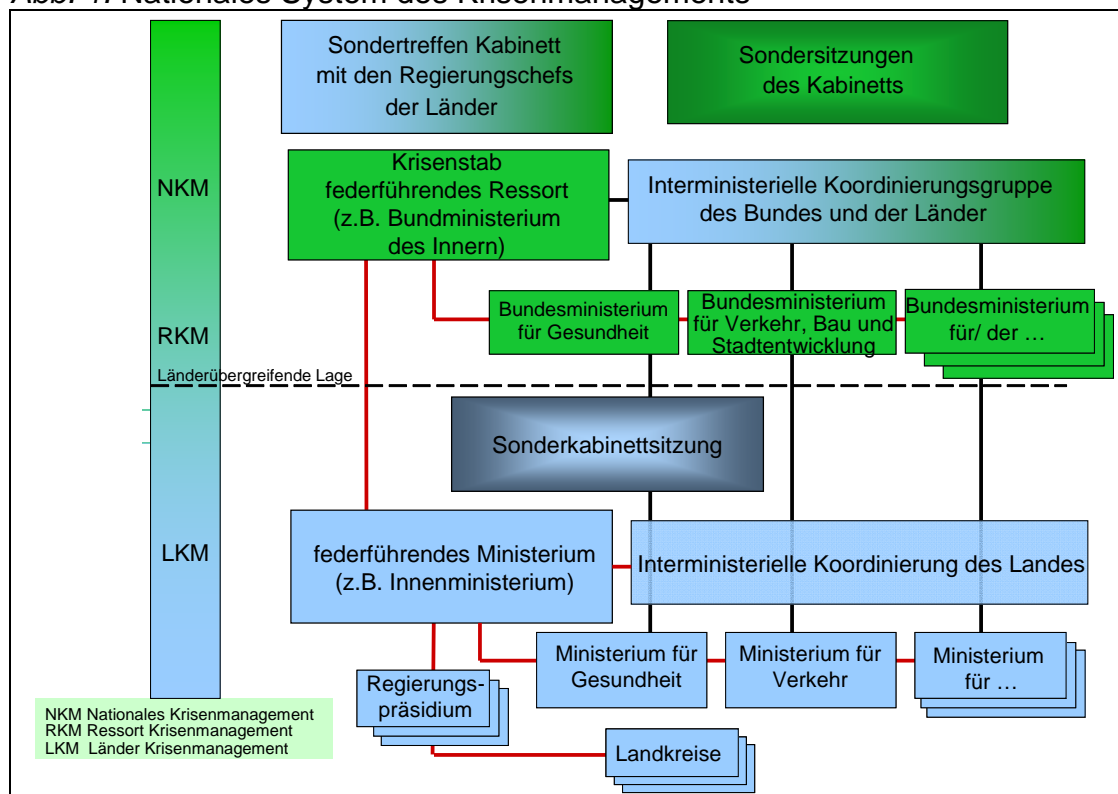 Abb. 1: Nationales System des Krisenmanagements
Sondertreffen Kabinett
mit den Regierungschefs
der Länder
Sondersitzungen
des Kabinetts
NKM
Krisenstab
federführendes Ressort
(z.B. Bundministerium
des Innern)
Interministerielle Koordinierungsgruppe
des Bundes und der Länder
RKM
Bundesministerium
für Gesundheit
Bundesministerium
für Verkehr, Bau und
Stadtentwicklung
Bundesministerium
für/ der …
Länderübergreifende Lage
Sonderkabinettsitzung
LKM
federführendes Ministerium
(z.B. Innenministerium)
Interministerielle Koordinierung des Landes
Ministerium für
Gesundheit
Ministerium für
Verkehr
Ministerium
für …
Regierungs-
präsidium
Landkreise
NKM Nationales Krisenmanagement
RKM Ressort Krisenmanagement
LKM Länder Krisenmanagement